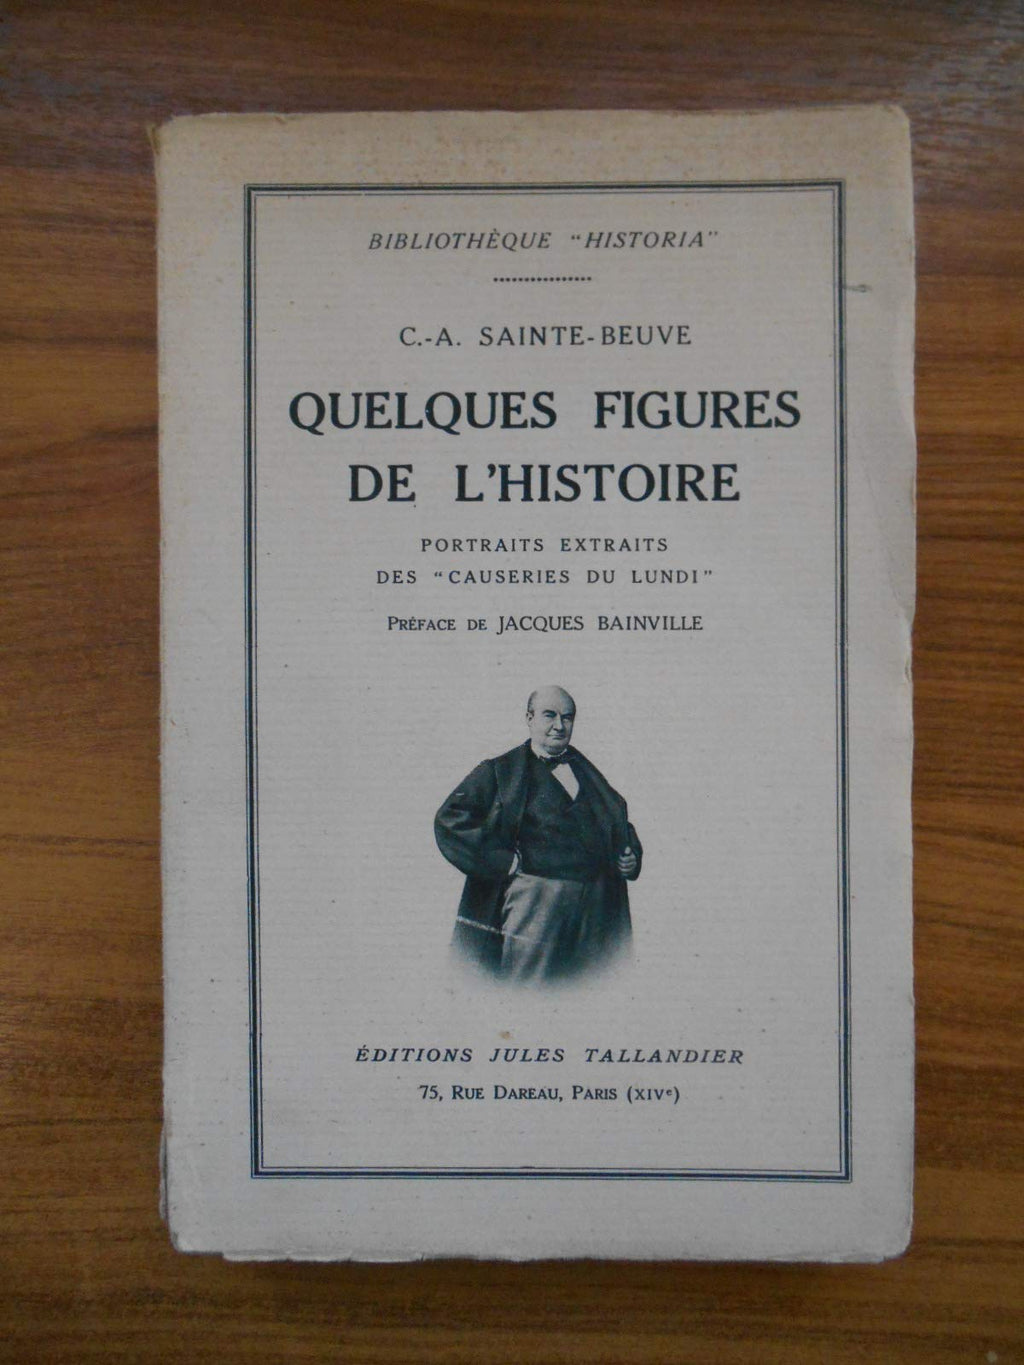 BIBLIOTHÈQUE "HISTORIA"
C.-A. SAINTE-BEUVE
QUELQUES FIGURES
DE L'HISTOIRE
PORTRAITS EXTRAITS
DES "CAUSERIES DU LUNDI"
PRÉFACE DE JACQUES BAINVILLE
ÉDITIONS JULES TALLANDIER
75, RUE DAREAU, PARIS (XIVe)